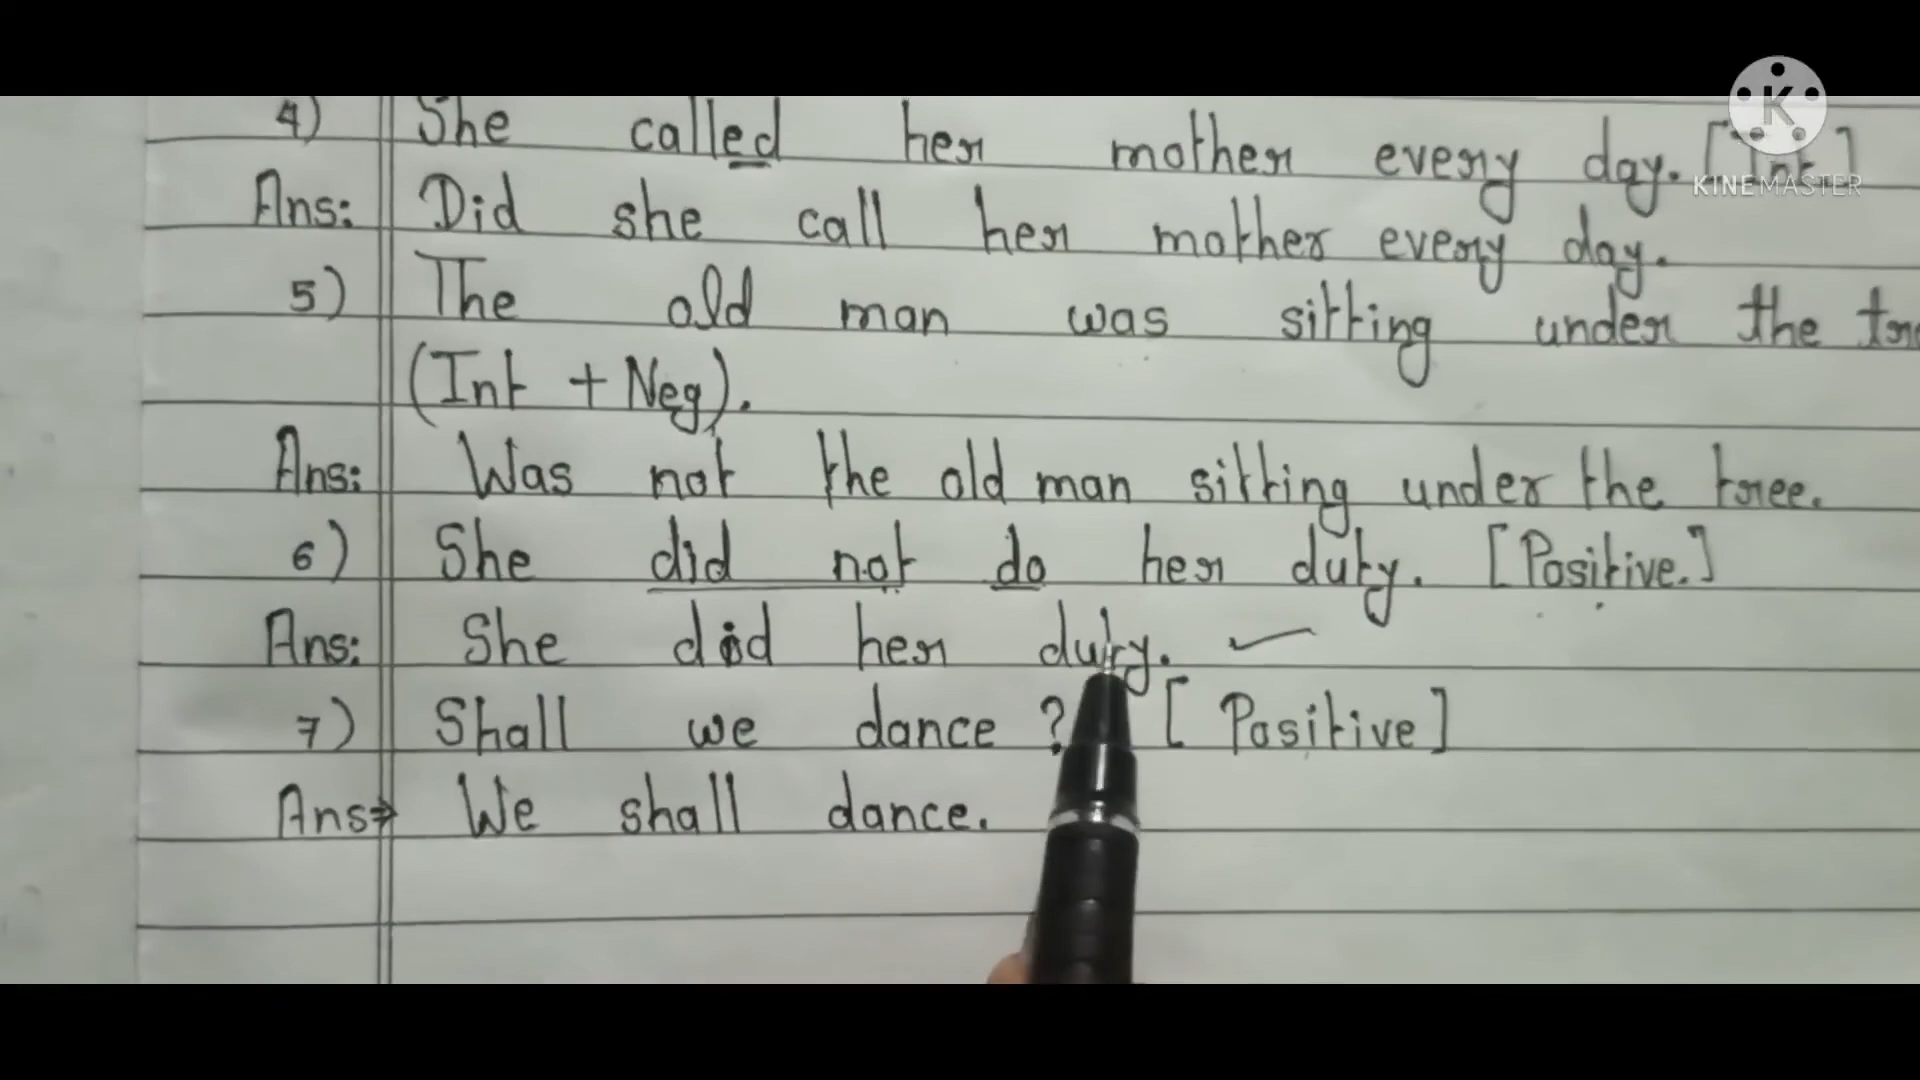 4) She called her mother every day. [Int]
Ans: Did she call her mother every day.
5) The old man was sitting under the
(Int + Neg).
Ans: Was not the old man sitting under the tree.
6) She did not do her duty. [Positive.]
Ans: She did her duty. ✓
7) Shall we dance ? [ Positive ]
Ans⇒ We shall dance.
K
KINEMASTER